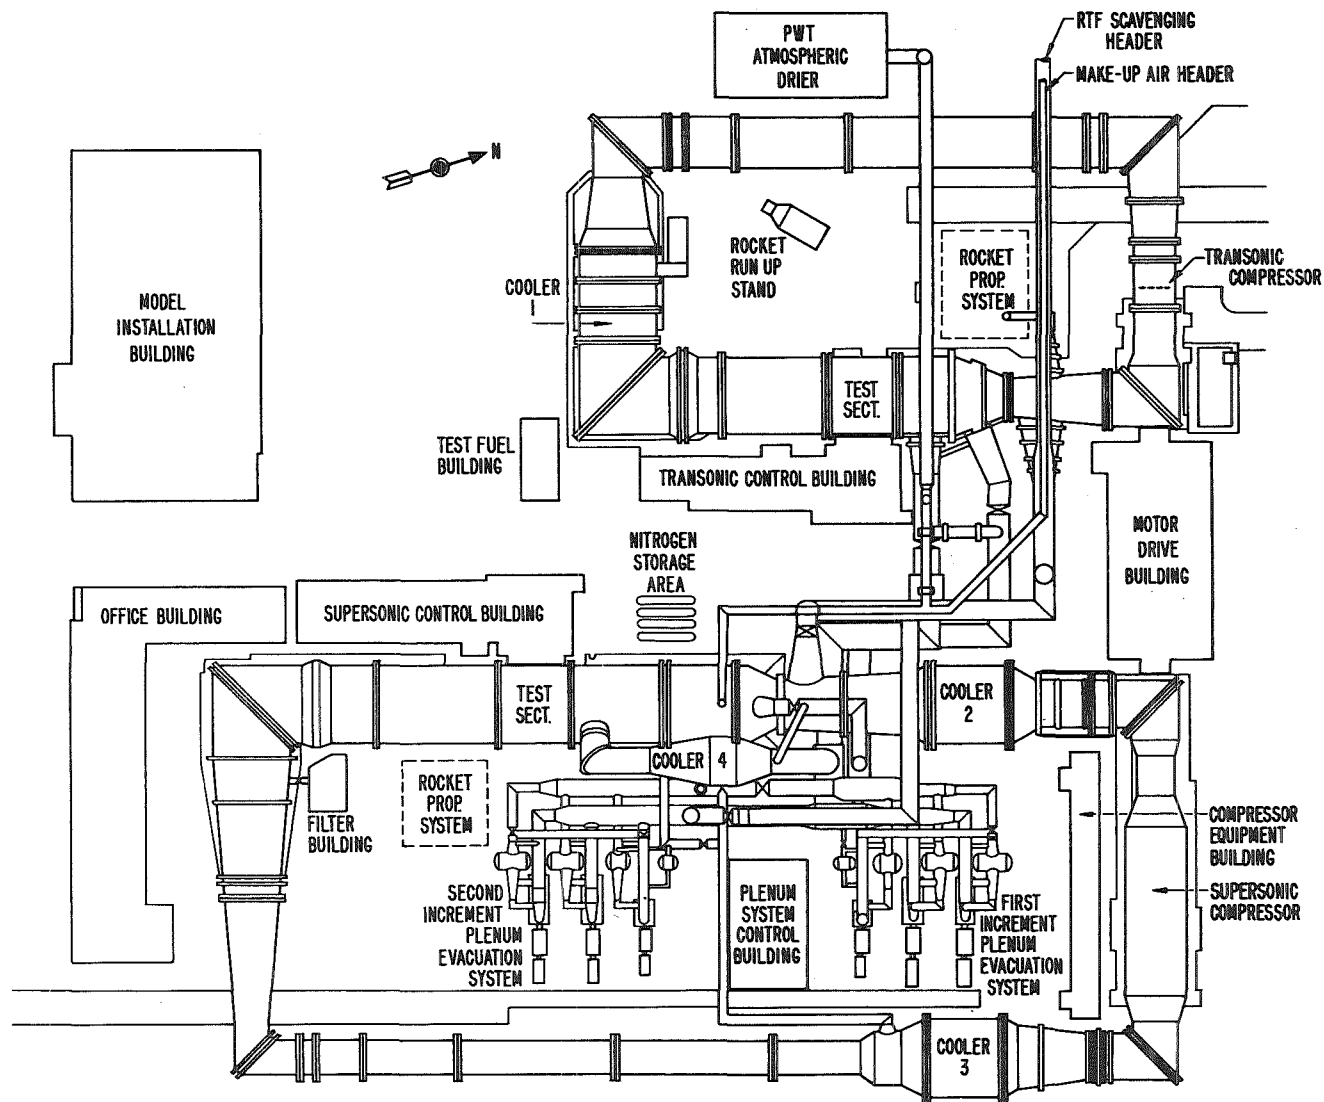 PWT
ATMOSPHERIC
DRIER
RTF SCAVENGING
HEADER
MAKE-UP AIR HEADER
N
MODEL
INSTALLATION
BUILDING
ROCKET
RUN UP
STAND
ROCKET
PROP.
SYSTEM
TRANSONIC
COMPRESSOR
COOLER
TEST
SECT.
TEST FUEL
BUILDING
TRANSONIC CONTROL BUILDING
MOTOR
DRIVE
BUILDING
NITROGEN
STORAGE
AREA
OFFICE BUILDING
SUPERSONIC CONTROL BUILDING
TEST
SECT.
COOLER
2
COOLER 4
ROCKET
PROP.
SYSTEM
FILTER
BUILDING
COMPRESSOR
EQUIPMENT
BUILDING
SUPERSONIC
COMPRESSOR
SECOND
INCREMENT
PLENUM
EVACUATION
SYSTEM
PLENUM
SYSTEM
CONTROL
BUILDING
FIRST
INCREMENT
PLENUM
EVACUATION
SYSTEM
COOLER
3